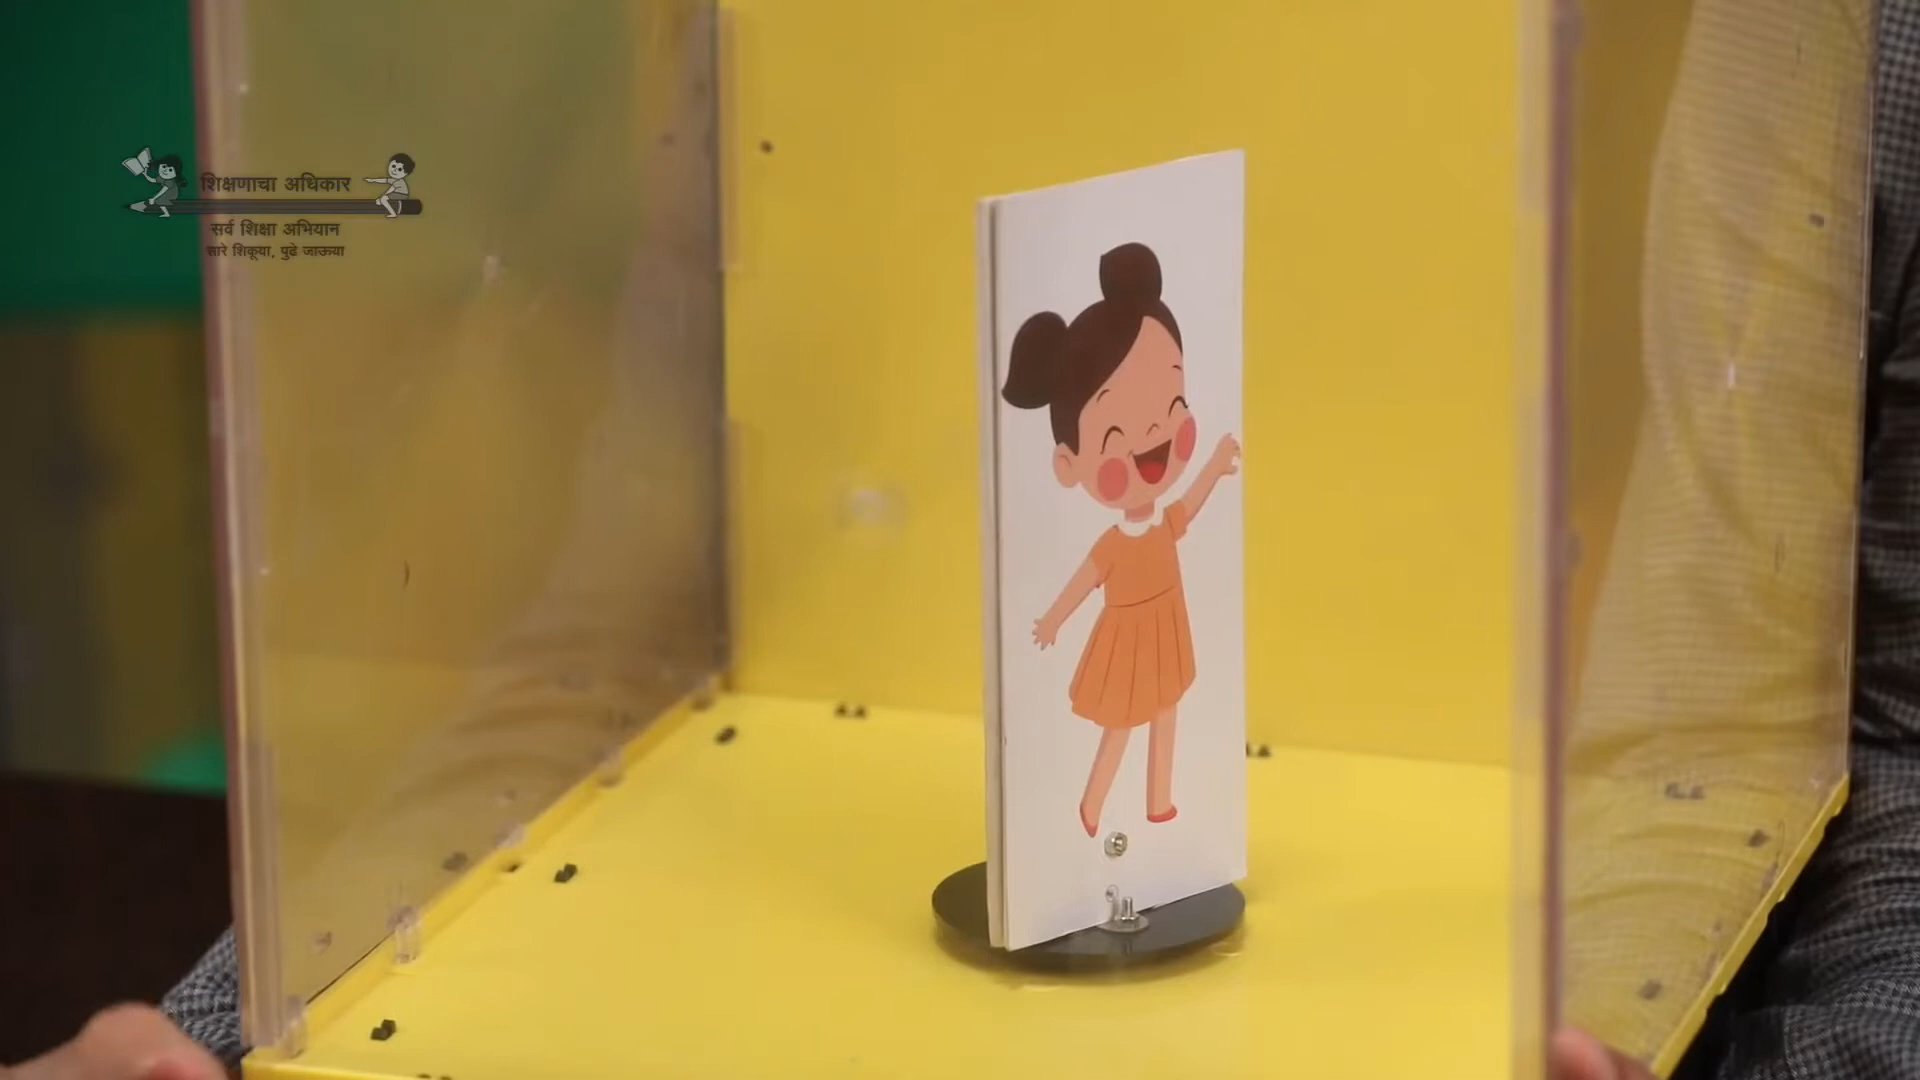 शिक्षणाचा अधिकार
सर्व शिक्षा अभियान
सारे शिकूया, पुढे जाऊया